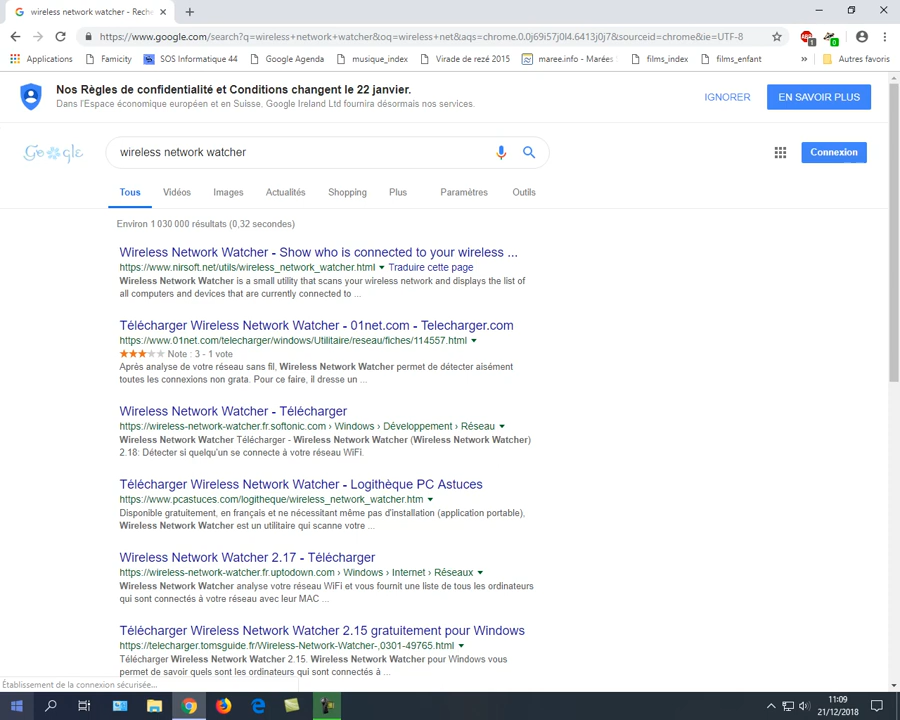 wireless network watcher - Reche
https://www.google.com/search?q=wireless+network+watcher&oq=wireless+net&aqs=chrome.0.0j69i57j0l4.6413j0j7&sourceid=chrome&ie=UTF-8
Applications Famicity SOS Informatique 44 Google Agenda musique_index Virade de rezé 2015 maree.info - Marées films_index films_enfant » Autres favoris
Nos Règles de confidentialité et Conditions changent le 22 janvier.
Dans l'Espace économique européen et en Suisse, Google Ireland Ltd fournira désormais nos services.
IGNORER EN SAVOIR PLUS
Google wireless network watcher Connexion
Tous Vidéos Images Actualités Shopping Plus Paramètres Outils
Environ 1 030 000 résultats (0,32 secondes)
Wireless Network Watcher - Show who is connected to your wireless ...
https://www.nirsoft.net/utils/wireless_network_watcher.html ▼ Traduire cette page
Wireless Network Watcher is a small utility that scans your wireless network and displays the list of
all computers and devices that are currently connected to ...
Télécharger Wireless Network Watcher - 01net.com - Telecharger.com
https://www.01net.com/telecharger/windows/Utilitaire/reseau/fiches/114557.html ▼
★★★★★ Note : 3 - 1 vote
Après analyse de votre réseau sans fil, Wireless Network Watcher permet de détecter aisément
toutes les connexions non grata. Pour ce faire, il dresse un ...
Wireless Network Watcher - Télécharger
https://wireless-network-watcher.fr.softonic.com › Windows › Développement › Réseau ▼
Wireless Network Watcher Télécharger - Wireless Network Watcher (Wireless Network Watcher)
2.18: Détecter si quelqu'un se connecte à votre réseau WiFi.
Télécharger Wireless Network Watcher - Logithèque PC Astuces
https://www.pcastuces.com/logitheque/wireless_network_watcher.htm ▼
Disponible gratuitement, en français et ne nécessitant même pas d'installation (application portable),
Wireless Network Watcher est un utilitaire qui scanne votre ...
Wireless Network Watcher 2.17 - Télécharger
https://wireless-network-watcher.fr.uptodown.com › Windows › Internet › Réseaux ▼
Wireless Network Watcher analyse votre réseau WiFi et vous fournit une liste de tous les ordinateurs
qui sont connectés à votre réseau avec leur MAC ...
Télécharger Wireless Network Watcher 2.15 gratuitement pour Windows
https://telecharger.tomsguide.fr/Wireless-Network-Watcher-,0301-49765.html ▼
Télécharger Wireless Network Watcher 2.15. Wireless Network Watcher pour Windows vous
permet de savoir quels sont les ordinateurs qui sont connectés à ...
Établissement de la connexion sécurisée...
11:09
21/12/2018